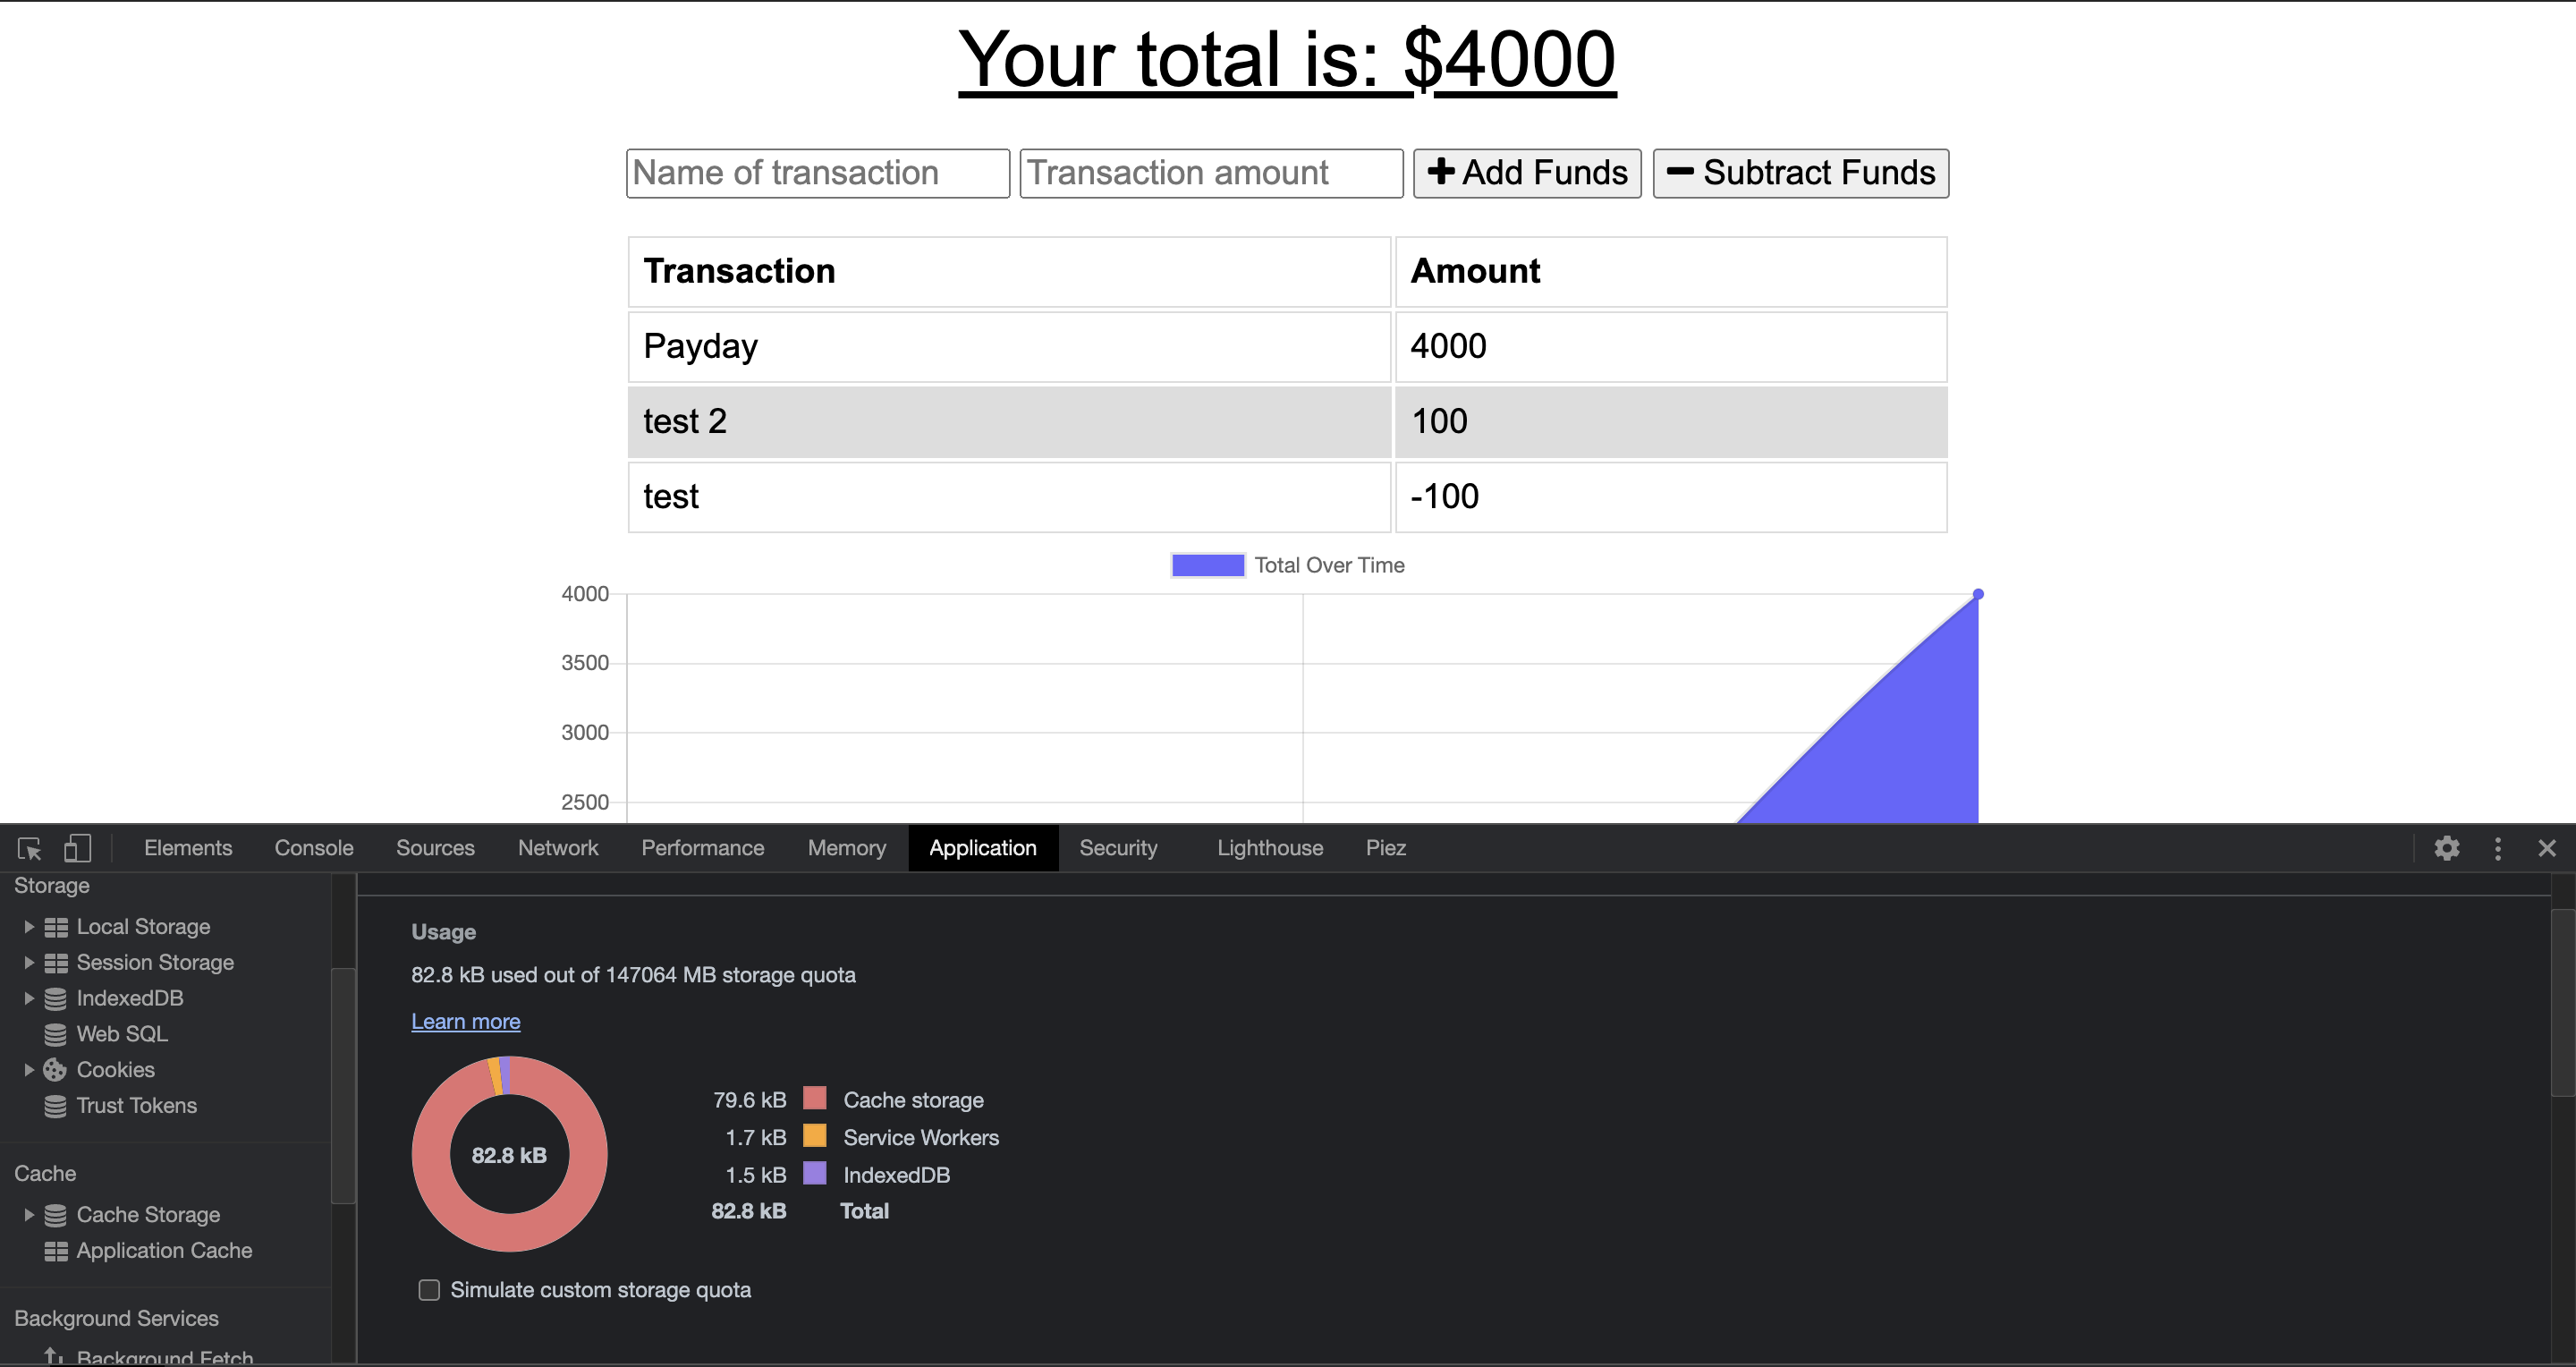 Your total is: $4000
Name of transaction Transaction amount Add Funds Subtract Funds
Transaction Amount
Payday 4000
test 2 100
test -100
Total Over Time
4000
3500
3000
2500
Elements Console Sources Network Performance Memory Application Security Lighthouse Piez
Storage
Local Storage
Session Storage
IndexedDB
Web SQL
Cookies
Trust Tokens
Cache
Cache Storage
Application Cache
Background Services
Background Fetch
Usage
82.8 kB used out of 147064 MB storage quota
Learn more
82.8 kB
79.6 kB Cache storage
1.7 kB Service Workers
1.5 kB IndexedDB
82.8 kB Total
Simulate custom storage quota